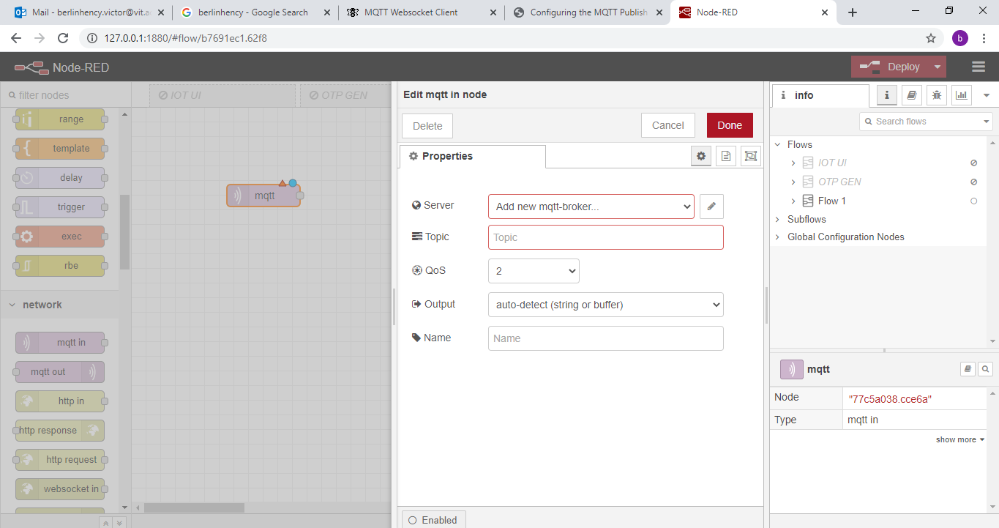 Mail - berlinhency.victor@vit.a
berlinhency - Google Search
MQTT Websocket Client
Configuring the MQTT Publish
Node-RED
127.0.0.1:1880/#flow/b7691ec1.62f8
b
Node-RED
Deploy
filter nodes
range
template
delay
trigger
exec
rbe
network
mqtt in
mqtt out
http in
http response
http request
websocket in
IOT UI
OTP GEN
mqtt
Edit mqtt in node
Delete
Cancel
Done
Properties
Server
Add new mqtt-broker...
Topic
Topic
QoS
2
Output
auto-detect (string or buffer)
Name
Name
Enabled
i info
i
Search flows
Flows
IOT UI
OTP GEN
Flow 1
Subflows
Global Configuration Nodes
mqtt
Node "77c5a038.cce6a"
Type mqtt in
show more